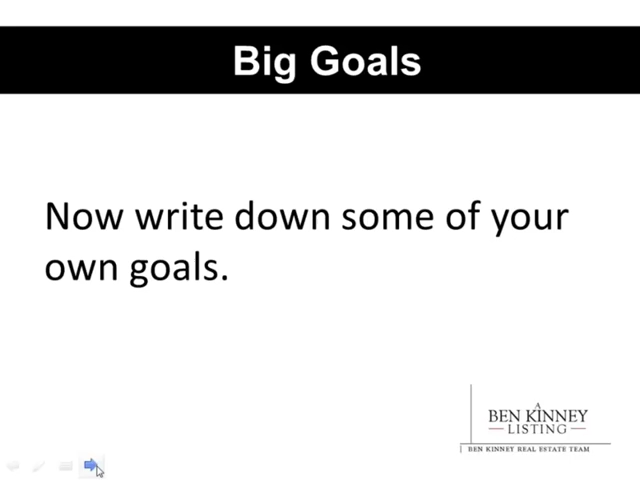 Big Goals
Now write down some of your
own goals.
A
BEN KINNEY
LISTING
BEN KINNEY REAL ESTATE TEAM